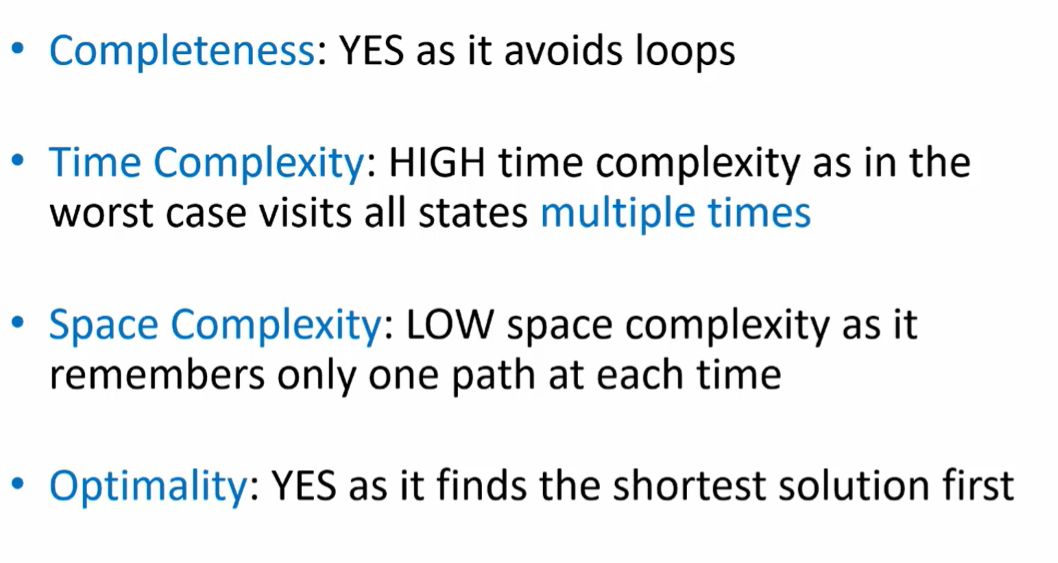 • Completeness: YES as it avoids loops
• Time Complexity: HIGH time complexity as in the
worst case visits all states multiple times
• Space Complexity: LOW space complexity as it
remembers only one path at each time
• Optimality: YES as it finds the shortest solution first